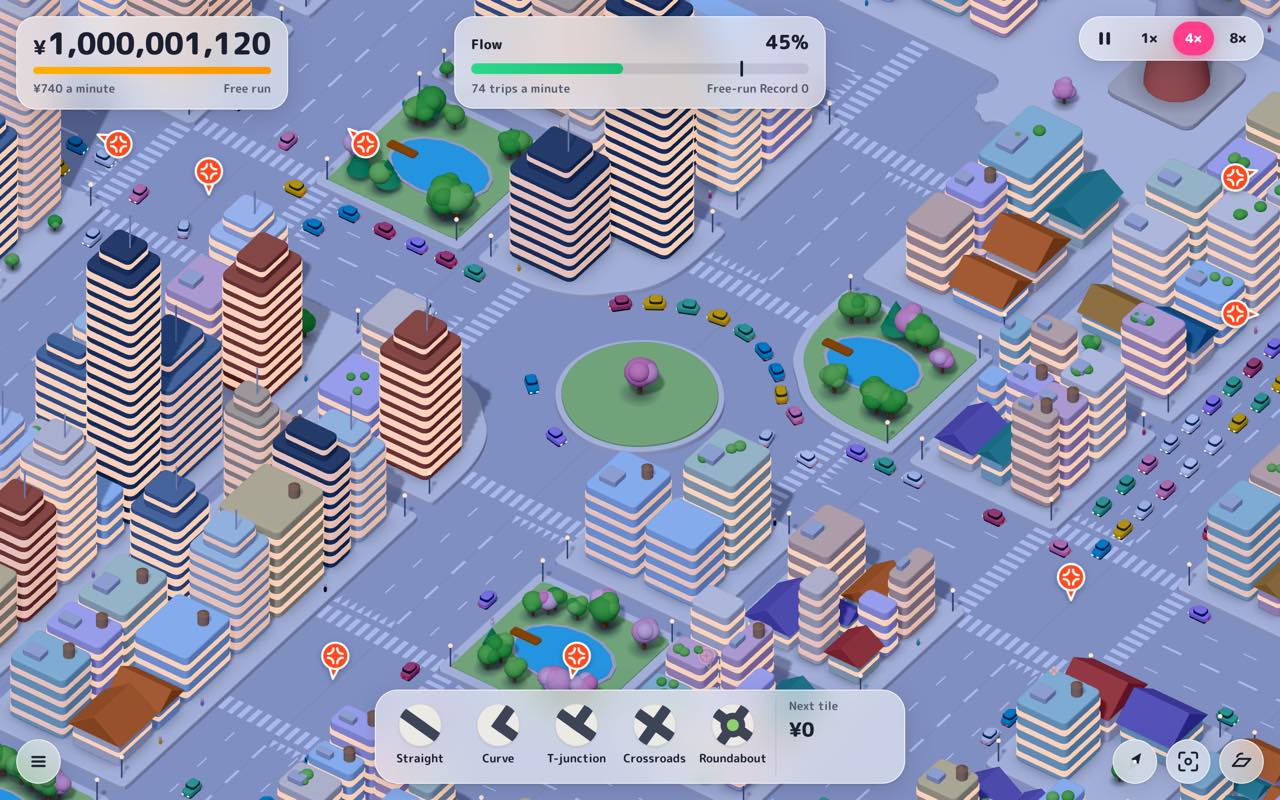 ¥1,000,001,120
¥740 a minute Free run
Flow 45%
74 trips a minute Free-run Record 0
1× 4× 8×
Straight Curve T-junction Crossroads Roundabout
Next tile
¥0